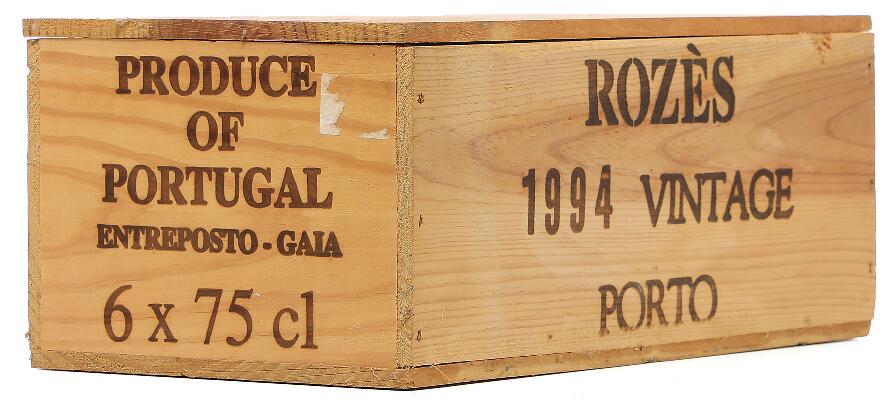 PRODUCE
OF
PORTUGAL
ENTREPOSTO - GAIA
6 x 75 cl
ROZÈS
1994 VINTAGE
PORTO